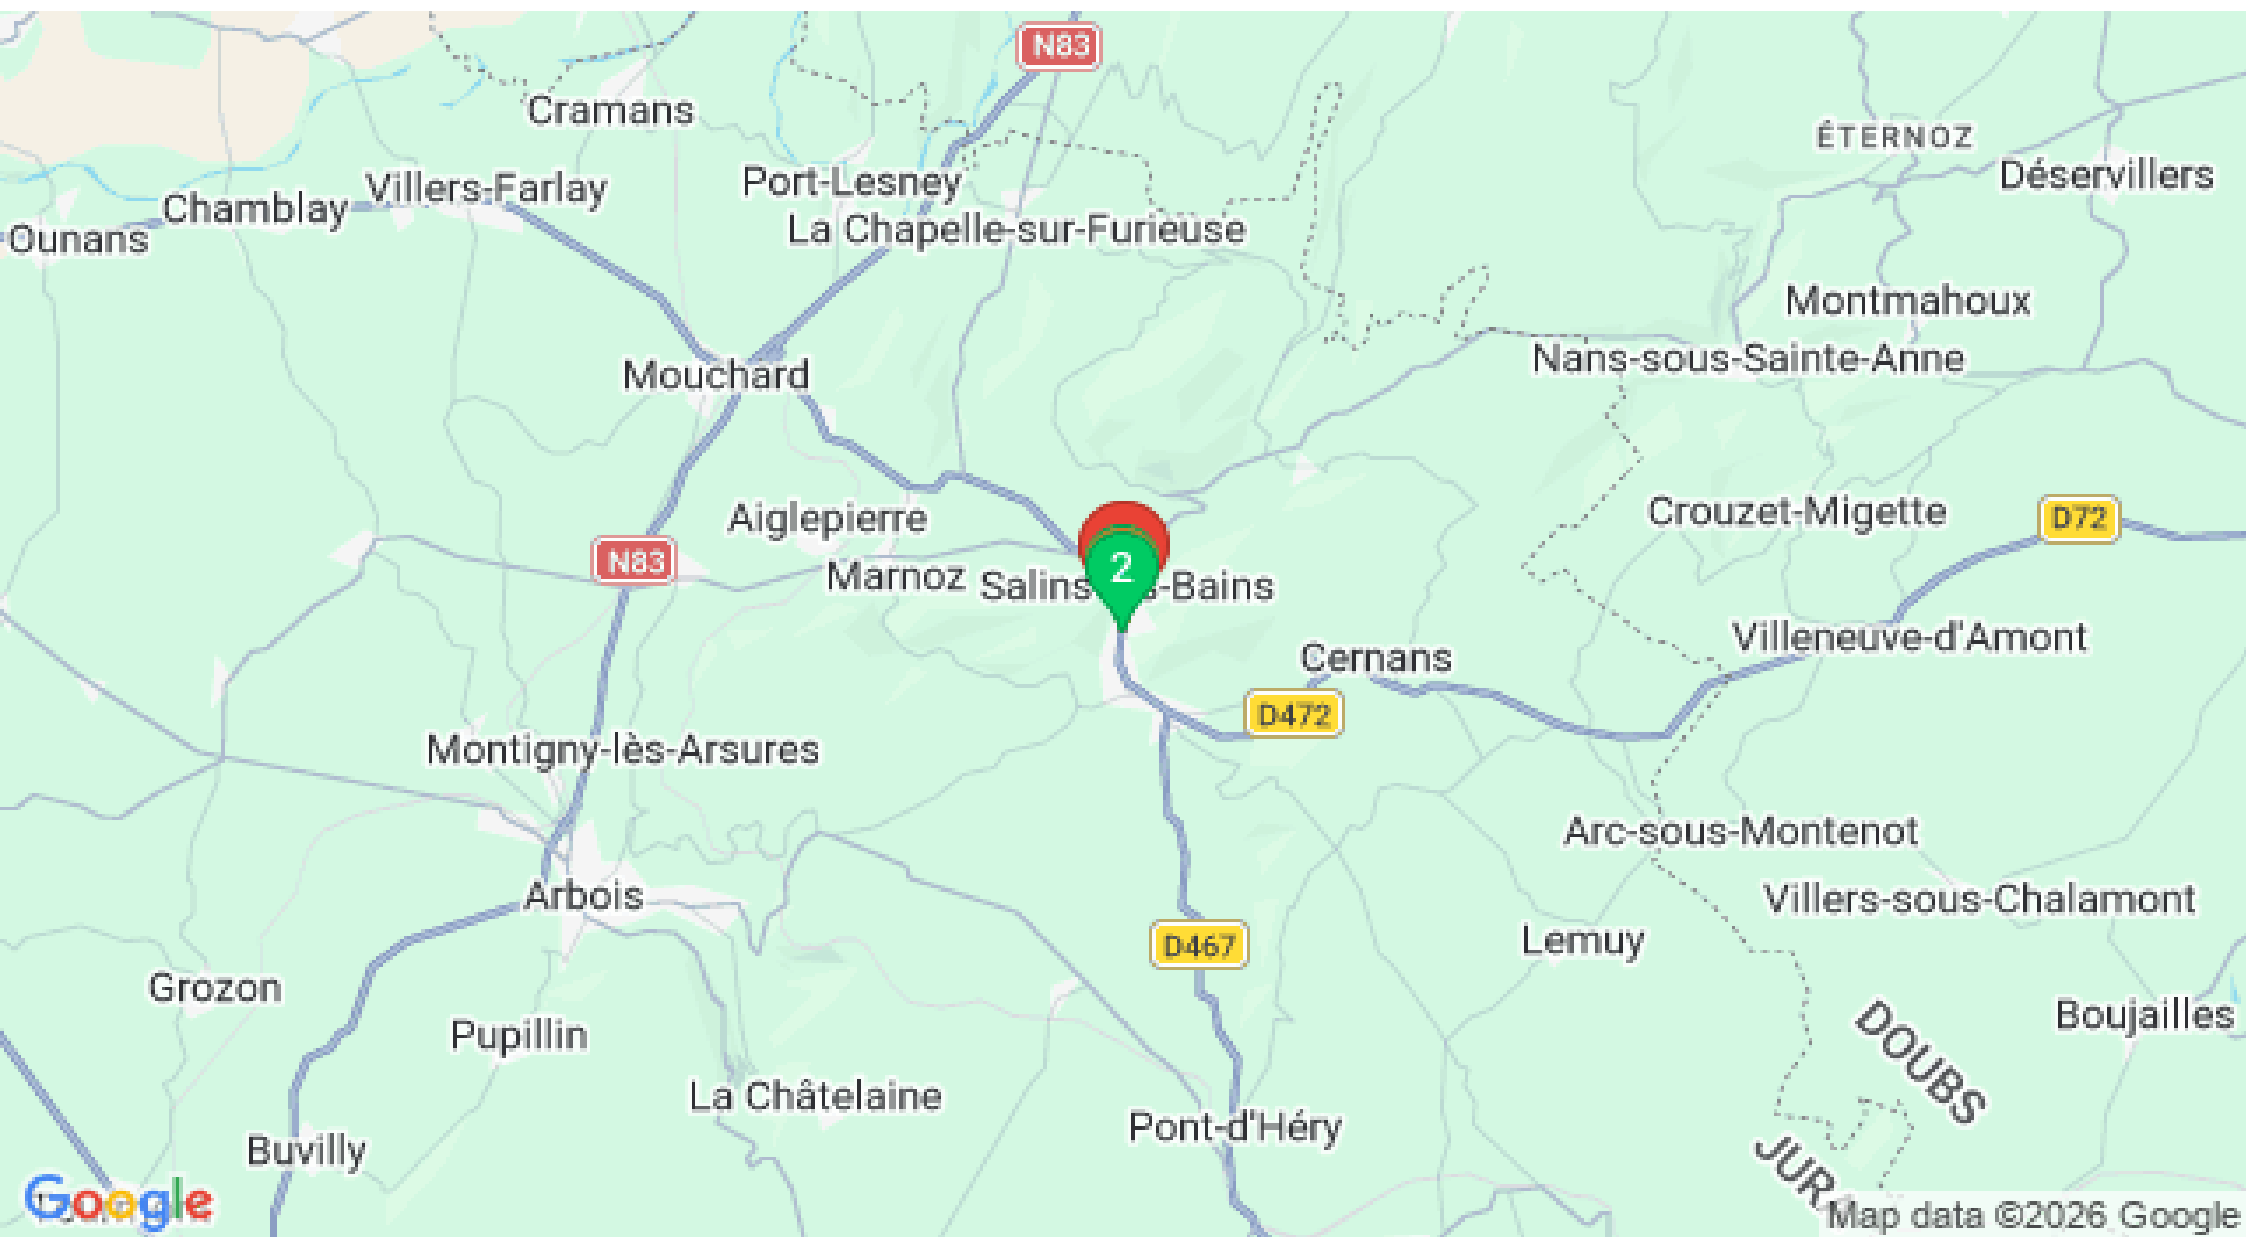 N83
Cramans
ÉTERNOZ
Déservillers
Villers-Farlay
Port-Lesney
Chamblay
La Chapelle-sur-Furieuse
Ounans
Montmahoux
Nans-sous-Sainte-Anne
Mouchard
Aiglepierre
Crouzet-Migette
D72
N83
2
Marnoz
Salins
s-Bains
Villeneuve-d'Amont
Cernans
D472
Montigny-lès-Arsures
Arc-sous-Montenot
Arbois
Villers-sous-Chalamont
D467
Lemuy
Grozon
Boujailles
Pupillin
DOUBS
La Châtelaine
Pont-d'Héry
Buvilly
JURA
Google
Map data ©2026 Google